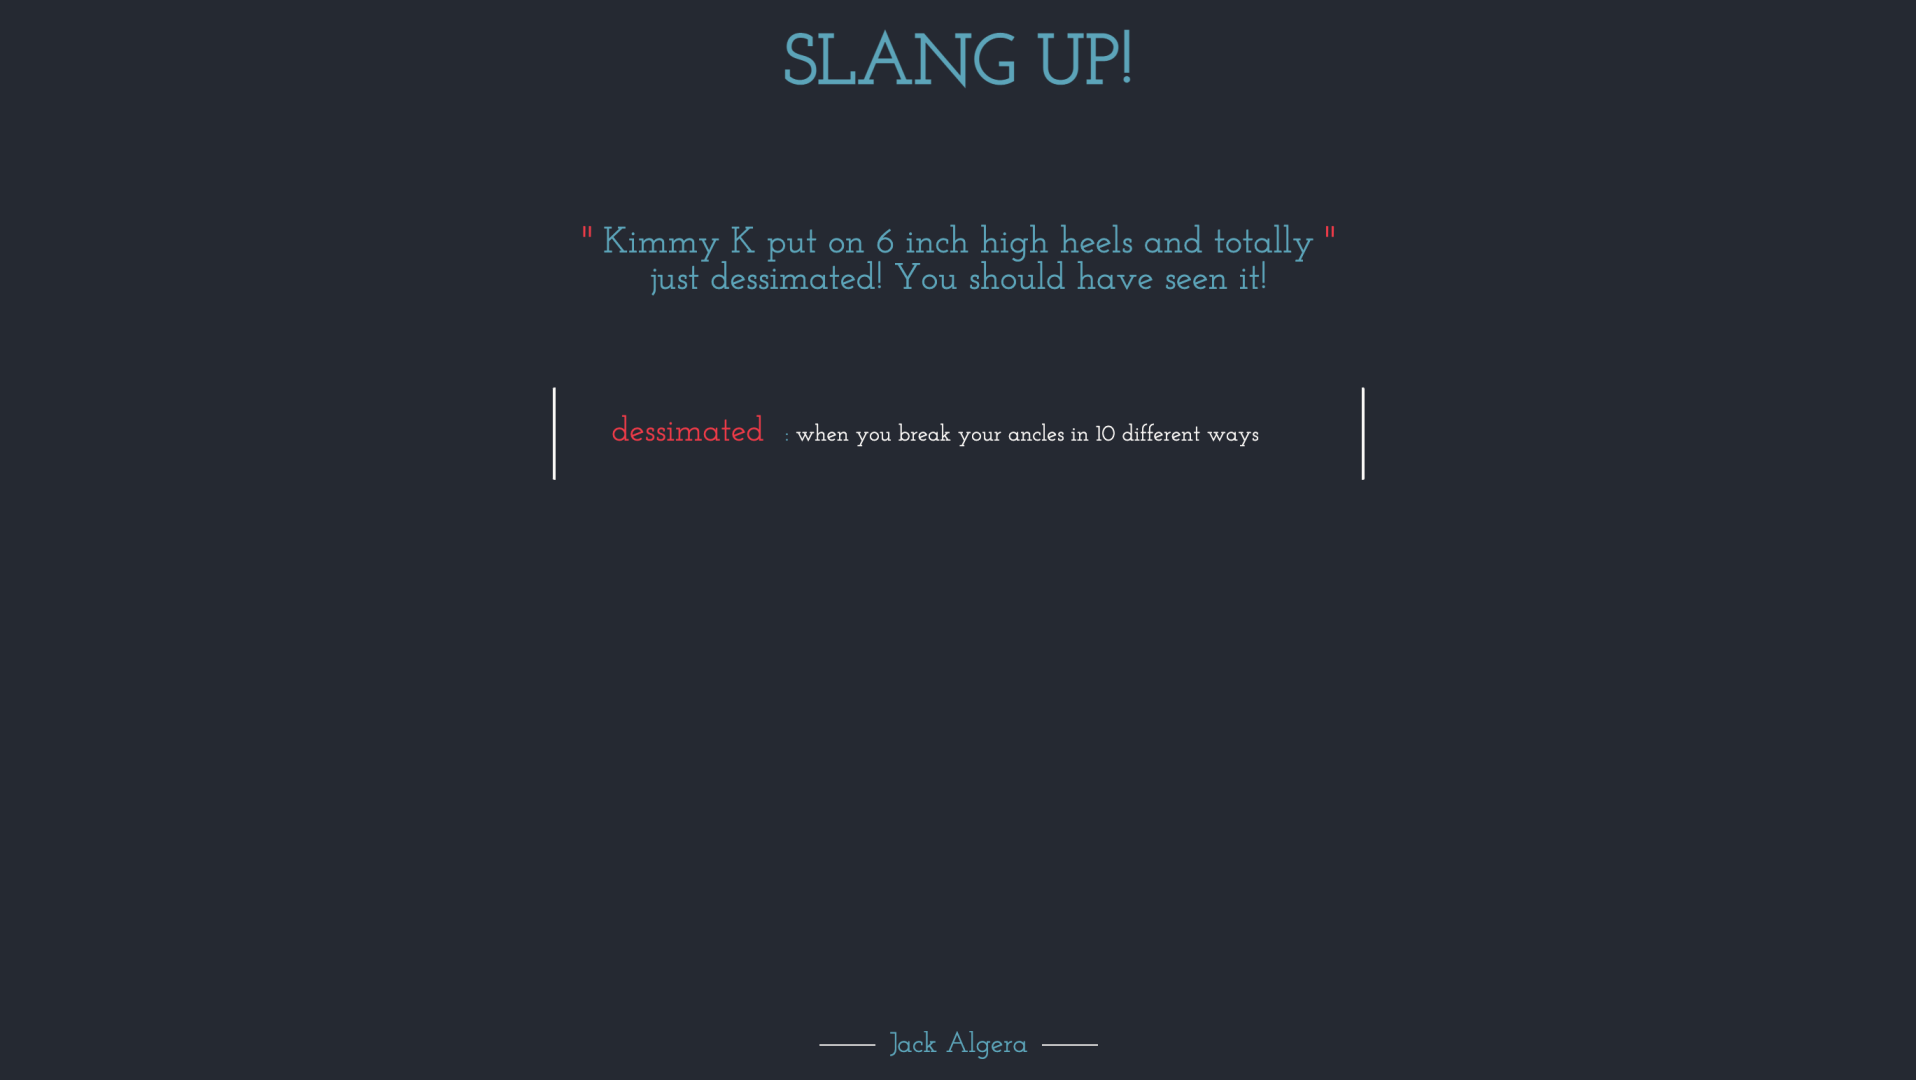 SLANG UP!
" Kimmy K put on 6 inch high heels and totally "
just dessimated! You should have seen it!
dessimated : when you break your ancles in 10 different ways
Jack Algera